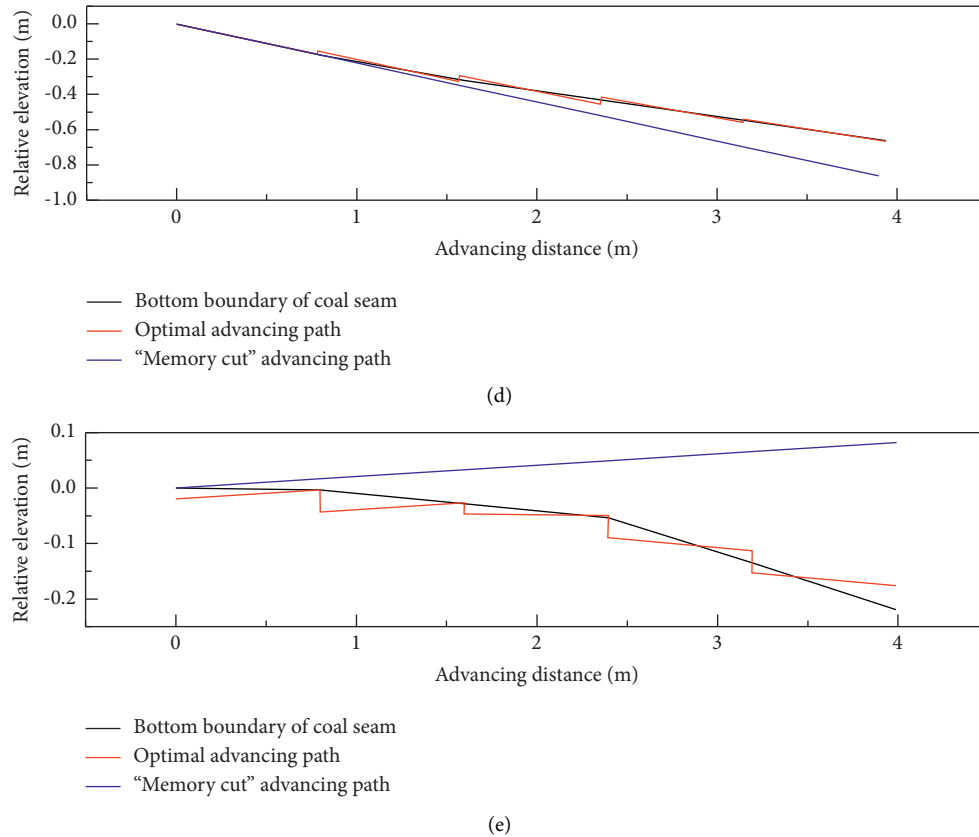 0.0
-0.2
-0.4
-0.6
-0.8
-1.0
Relative elevation (m)
0 1 2 3 4
Advancing distance (m)
Bottom boundary of coal seam
Optimal advancing path
“Memory cut” advancing path
(d)
0.1
0.0
-0.1
-0.2
Relative elevation (m)
0 1 2 3 4
Advancing distance (m)
Bottom boundary of coal seam
Optimal advancing path
“Memory cut” advancing path
(e)